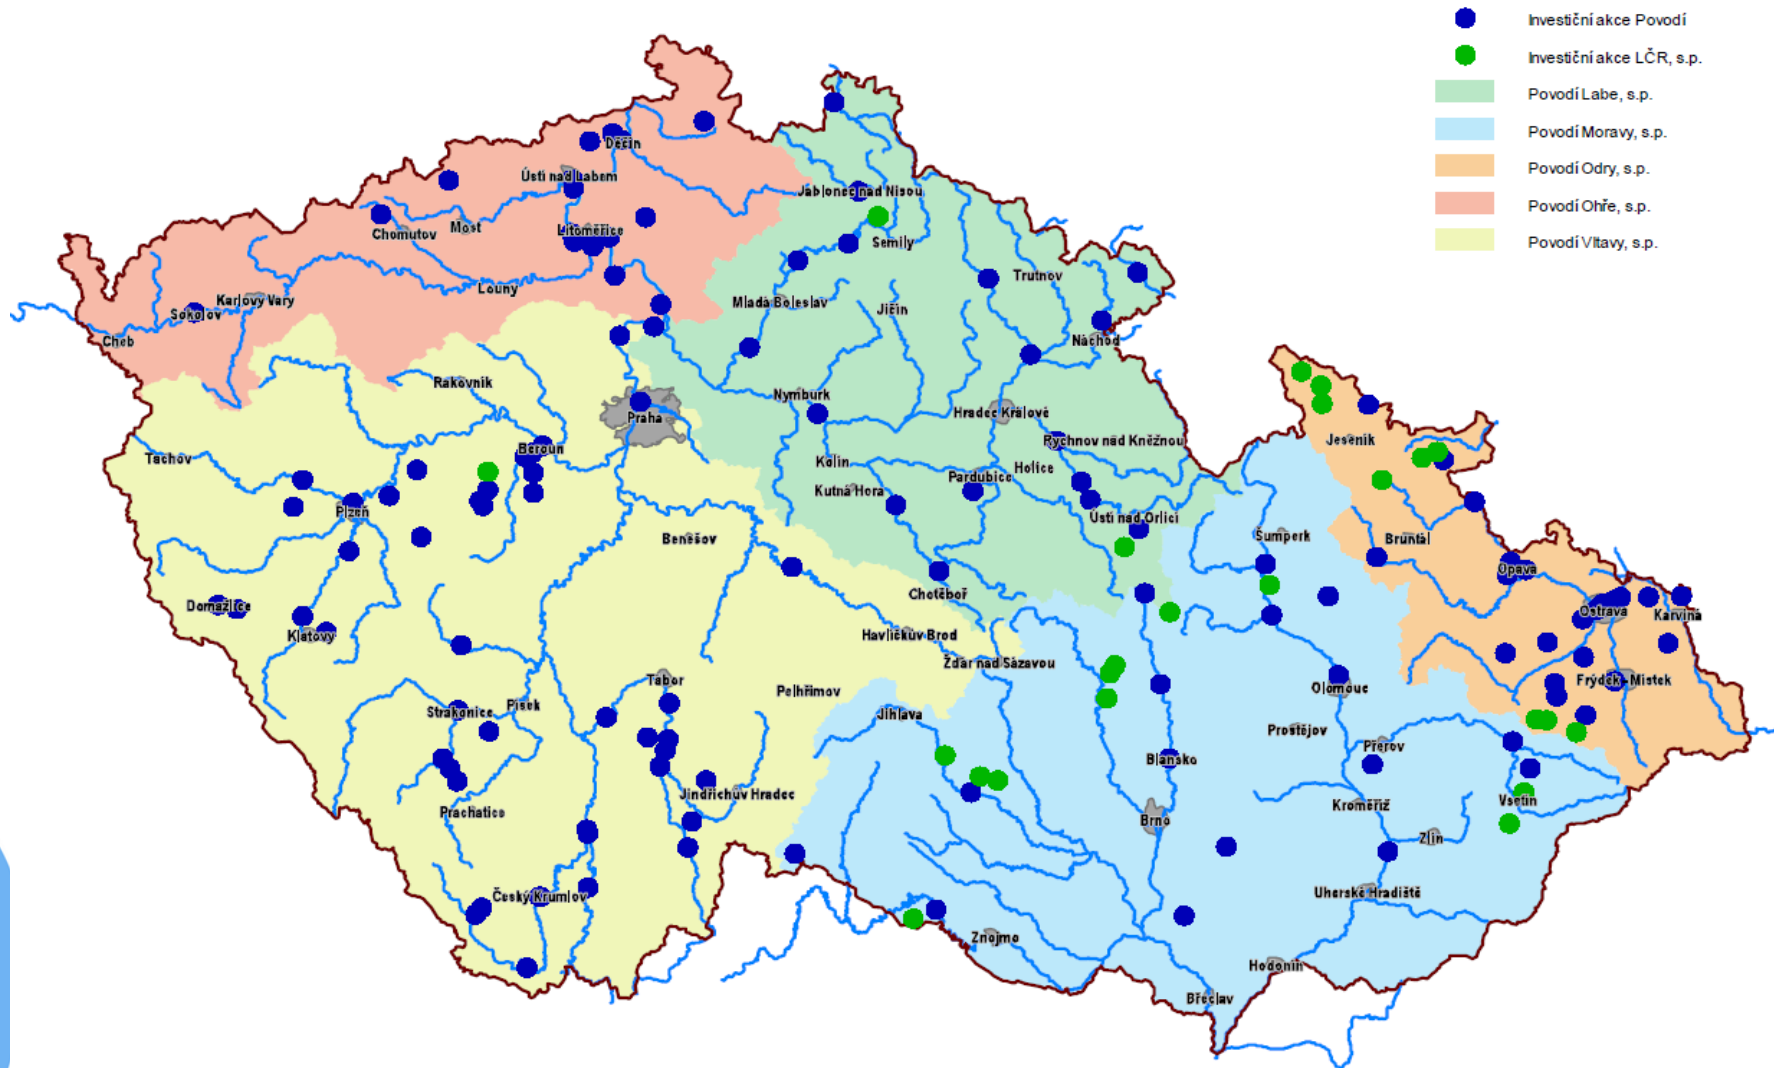 Investiční akce Povodí
Investiční akce LČR, s.p.
Povodí Labe, s.p.
Povodí Moravy, s.p.
Povodí Odry, s.p.
Povodí Ohře, s.p.
Povodí Vltavy, s.p.
Děčín
Ústí nad Labem
Jablonec nad Nisou
Chomutov
Most
Litoměřice
Semily
Trutnov
Karlovy Vary
Louny
Sokolov
Mladá Boleslav
Jičín
Cheb
Náchod
Rakovník
Nymburk
Praha
Hradec Králové
Rychnov nad Kněžnou
Jeseník
Tachov
Beroun
Kolín
Holice
Pardubice
Kutná Hora
Plzeň
Ústí nad Orlicí
Benešov
Šumperk
Bruntál
Opava
Domažlice
Chotěboř
Ostrava
Karviná
Klatovy
Havlíčkův Brod
Žďár nad Sázavou
Tábor
Pelhřimov
Olomouc
Frýdek - Místek
Strakonice
Písek
Jihlava
Prostějov
Přerov
Blansko
Jindřichův Hradec
Prachatice
Kroměříž
Vsetín
Brno
Zlín
Český Krumlov
Uherské Hradiště
Znojmo
Hodonín
Břeclav